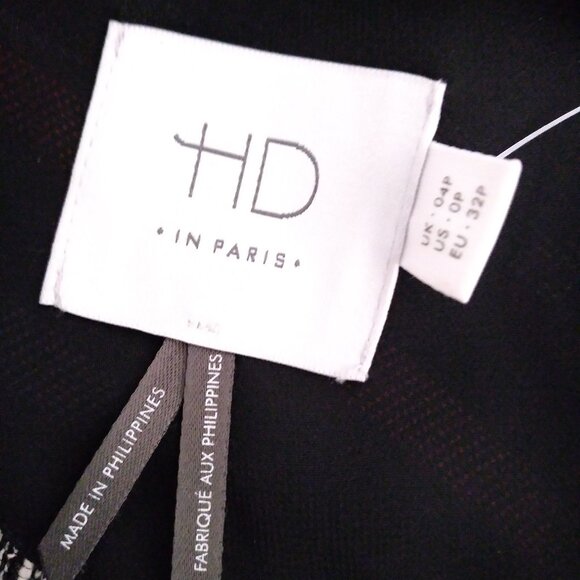 HD
• IN PARIS •
UK · 04P
US · 0P
EU · 32P
MADE IN PHILIPPINES
FABRIQUÉ AUX PHILIPPINES